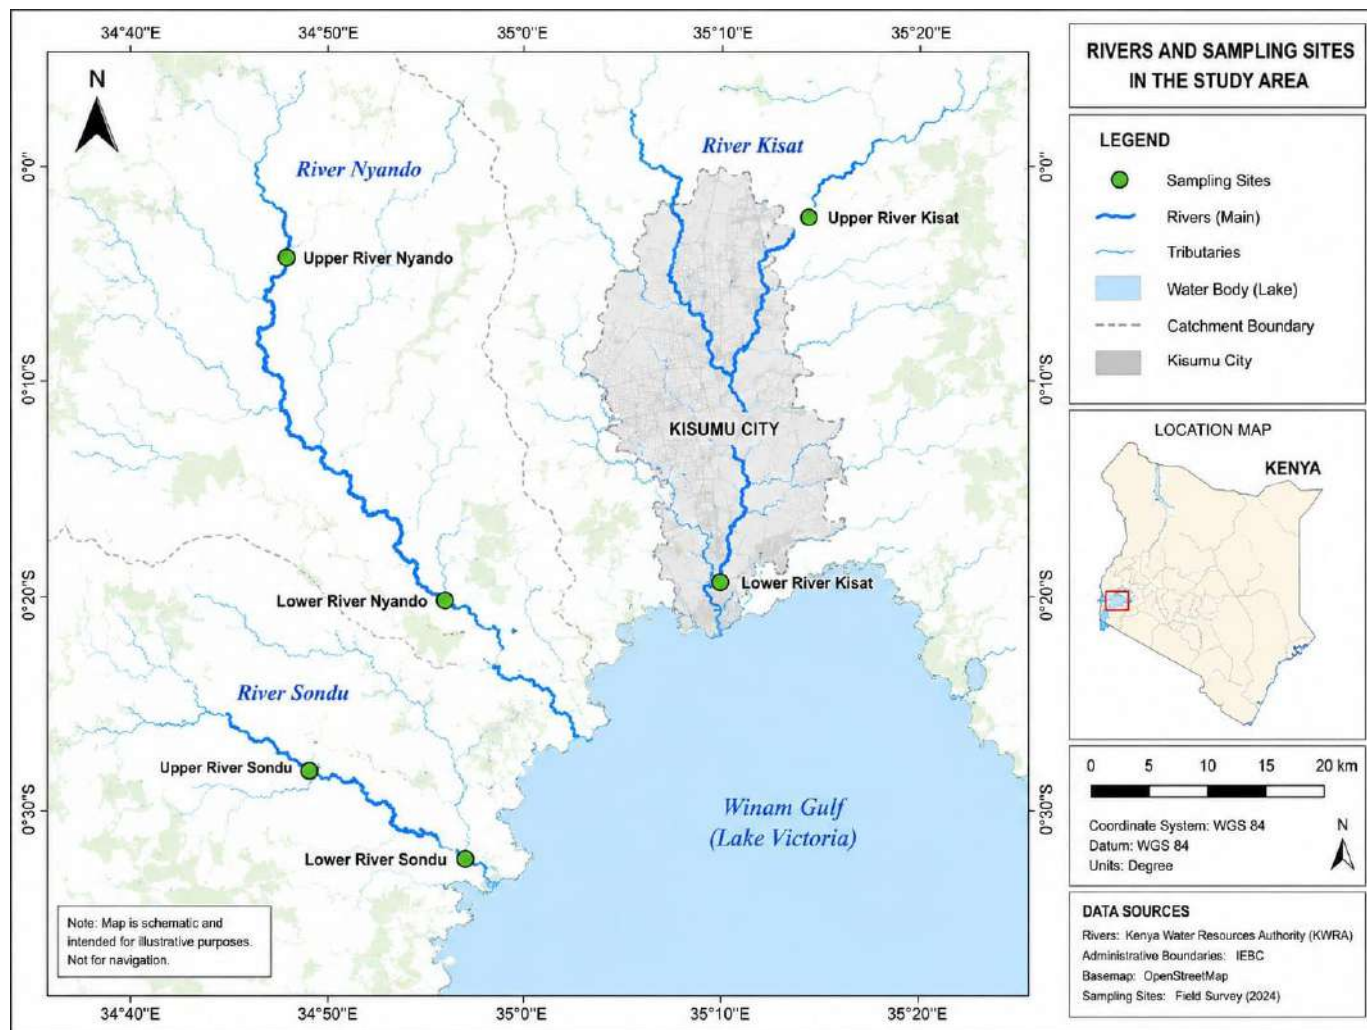 34°40'E
34°50'E
35°0"E
35°10'E
35°20'E
N
River Nyando
River Kisat
0°0"
0°0"
Upper River Nyando
Upper River Kisat
0°10"S
0°10"S
KISUMU CITY
Lower River Kisat
0°20"S
Lower River Nyando
0°20"S
River Sondu
Upper River Sondu
0°30"S
0°30"S
Winam Gulf
(Lake Victoria)
Lower River Sondu
Note: Map is schematic and
intended for illustrative purposes.
Not for navigation.
34°40'E
34°50'E
35°0'E
35°10'E
35°20'E
RIVERS AND SAMPLING SITES
IN THE STUDY AREA
LEGEND
Sampling Sites
Rivers (Main)
Tributaries
Water Body (Lake)
Catchment Boundary
Kisumu City
LOCATION MAP
KENYA
0 5 10 15 20 km
Coordinate System: WGS 84
Datum: WGS 84
Units: Degree
N
DATA SOURCES
Rivers: Kenya Water Resources Authority (KWRA)
Administrative Boundaries: IEBC
Basemap: OpenStreetMap
Sampling Sites: Field Survey (2024)